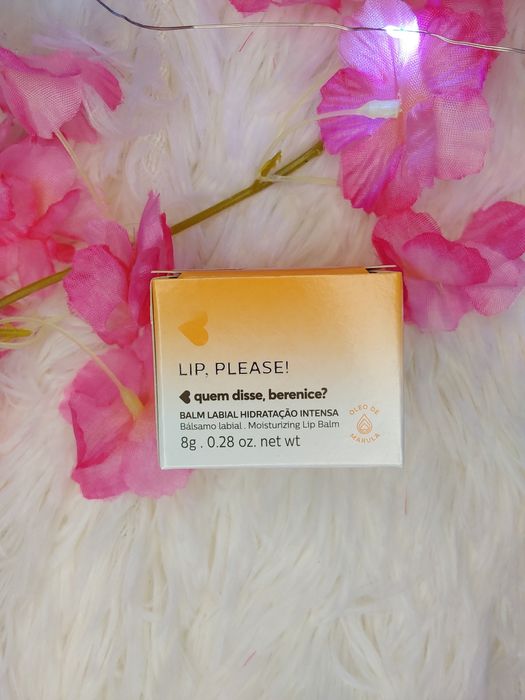 LIP, PLEASE!
quem disse, berenice?
BALM LABIAL HIDRATAÇÃO INTENSA
Bálsamo labial . Moisturizing Lip Balm
8g . 0.28 oz. net wt
ÓLEO DE
MARULA